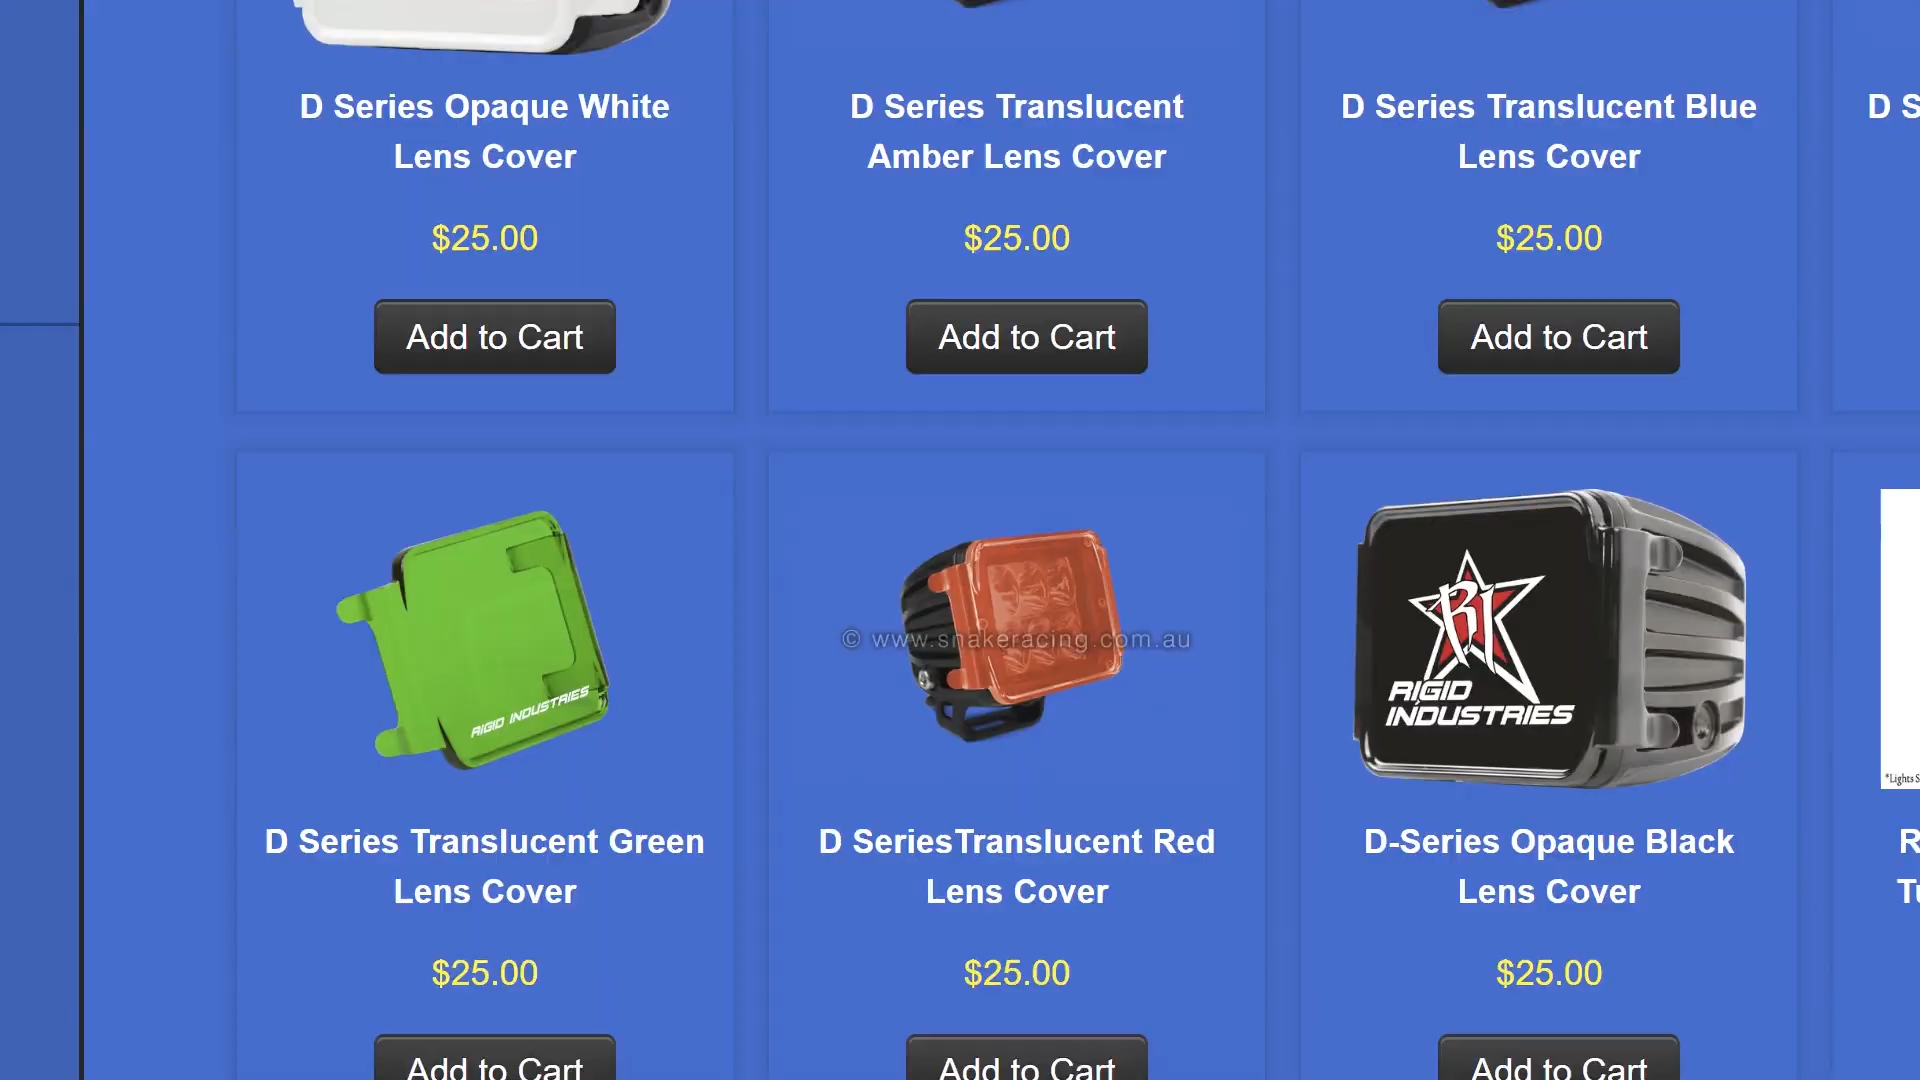 D Series Opaque White
Lens Cover
$25.00
Add to Cart
D Series Translucent
Amber Lens Cover
$25.00
Add to Cart
D Series Translucent Blue
Lens Cover
$25.00
Add to Cart
D S
RIGID INDUSTRIES
D Series Translucent Green
Lens Cover
$25.00
Add to Cart
© www.snakeracing.com.au
D SeriesTranslucent Red
Lens Cover
$25.00
Add to Cart
RI
RIGID
INDUSTRIES
D-Series Opaque Black
Lens Cover
$25.00
Add to Cart
*Lights S
R
Tu